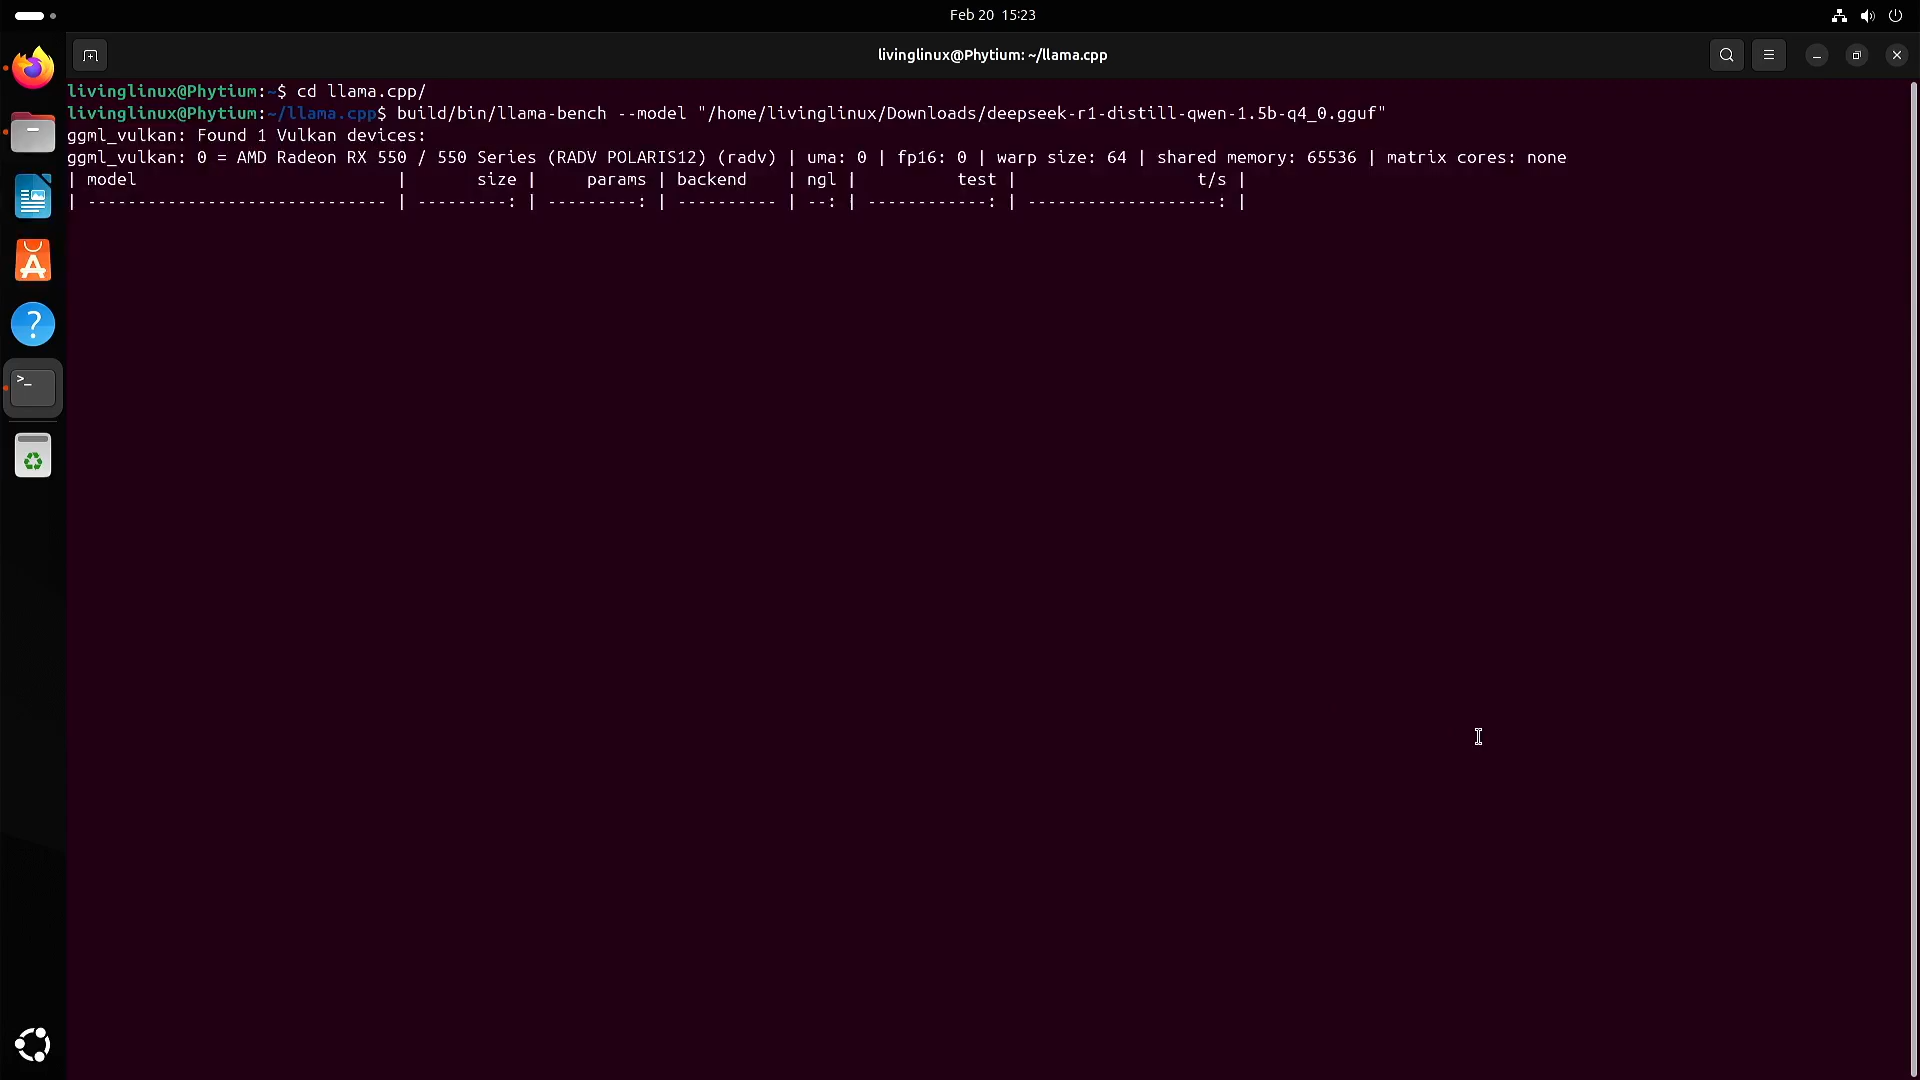 Feb 20 15:23
livinglinux@Phytium: ~/llama.cpp
livinglinux@Phytium:~$ cd llama.cpp/
livinglinux@Phytium:~/llama.cpp$ build/bin/llama-bench --model "/home/livinglinux/Downloads/deepseek-r1-distill-qwen-1.5b-q4_0.gguf"
ggml_vulkan: Found 1 Vulkan devices:
ggml_vulkan: 0 = AMD Radeon RX 550 / 550 Series (RADV POLARIS12) (radv) | uma: 0 | fp16: 0 | warp size: 64 | shared memory: 65536 | matrix cores: none
| model                          |       size |     params | backend    | ngl |          test |                  t/s |
| ------------------------------ | ---------: | ---------: | ---------- | --: | ------------: | -------------------: |